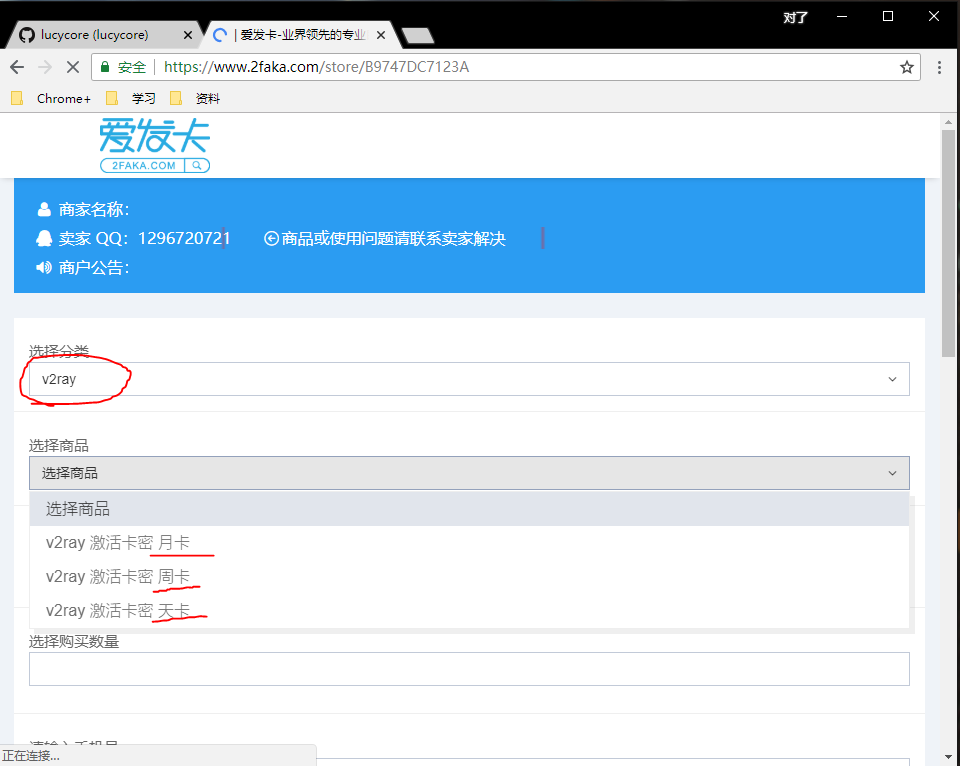 对了
lucycore (lucycore)
| 爱发卡-业界领先的专业
安全 https://www.2faka.com/store/B9747DC7123A
Chrome+ 学习 资料
爱发卡
2FAKA.COM
商家名称：
卖家 QQ： 1296720721 商品或使用问题请联系卖家解决
商户公告：
选择分类
v2ray
选择商品
选择商品
选择商品
v2ray 激活卡密 月卡
v2ray 激活卡密 周卡
v2ray 激活卡密 天卡
选择购买数量
正在连接...